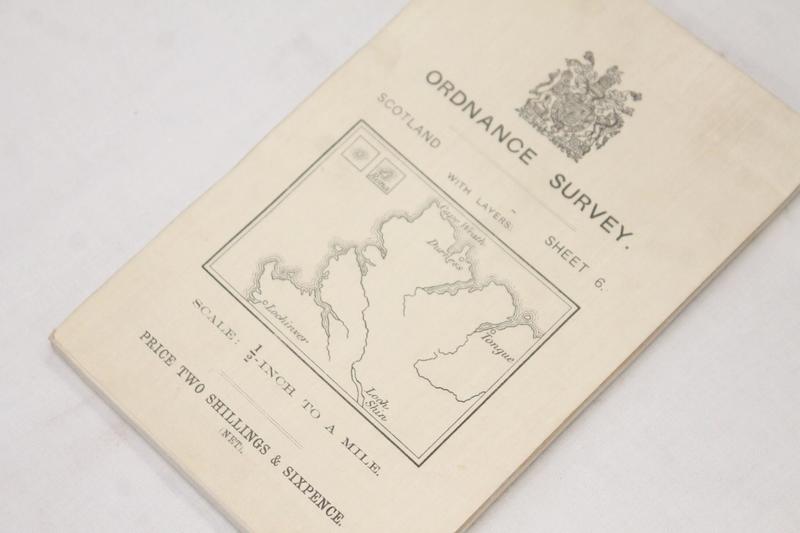 ORDNANCE SURVEY.
SCOTLAND
WITH LAYERS.
SHEET 6.
Cape Wrath
Durness
Lochinver
Tongue
Loch
Shin
SCALE: 1/2-INCH TO A MILE.
PRICE TWO SHILLINGS & SIXPENCE.
(NET).